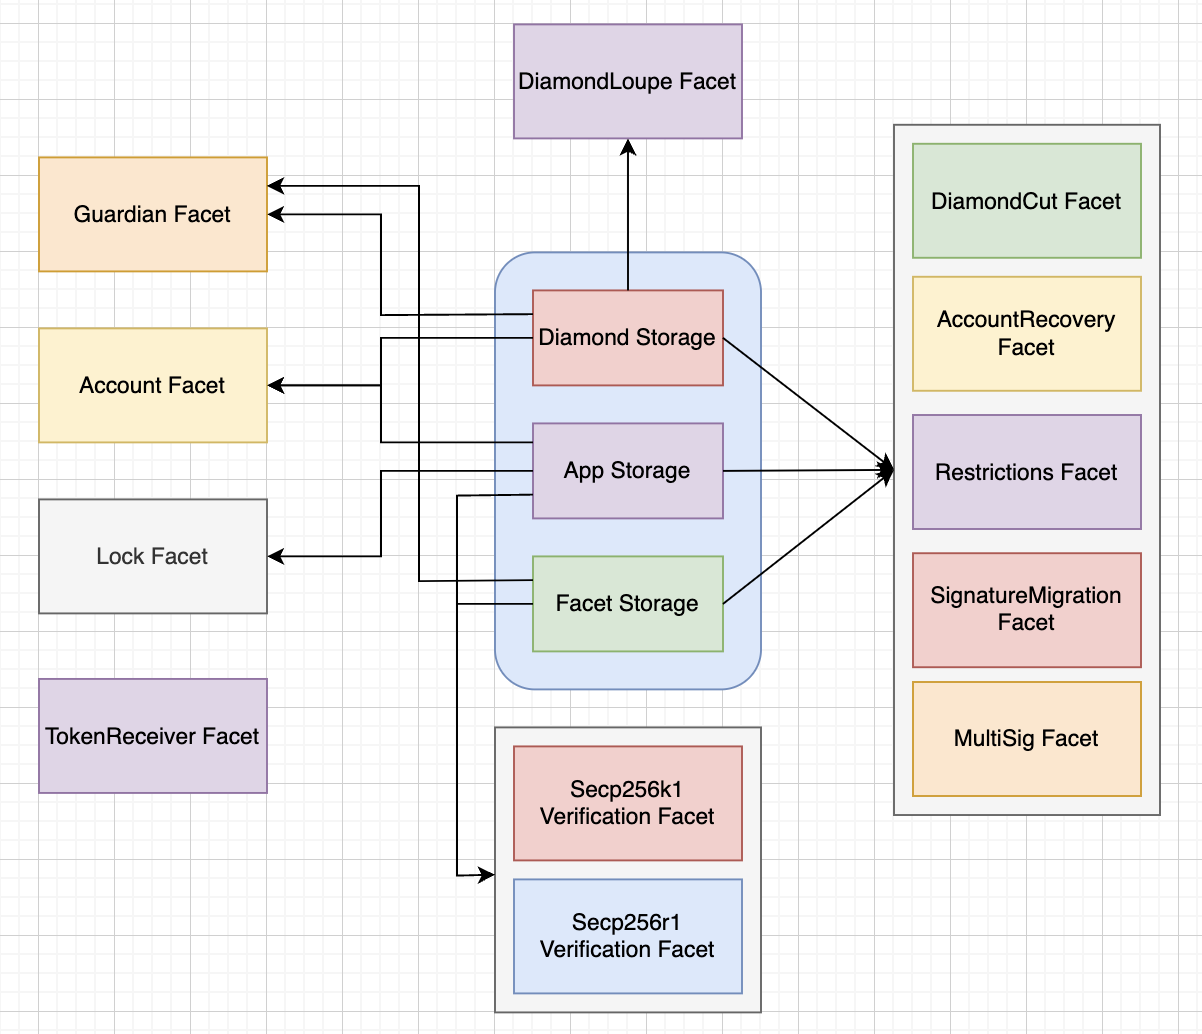 DiamondLoupe Facet
Guardian Facet
Account Facet
Lock Facet
TokenReceiver Facet
Diamond Storage
App Storage
Facet Storage
Secp256k1
Verification Facet
Secp256r1
Verification Facet
DiamondCut Facet
AccountRecovery
Facet
Restrictions Facet
SignatureMigration
Facet
MultiSig Facet